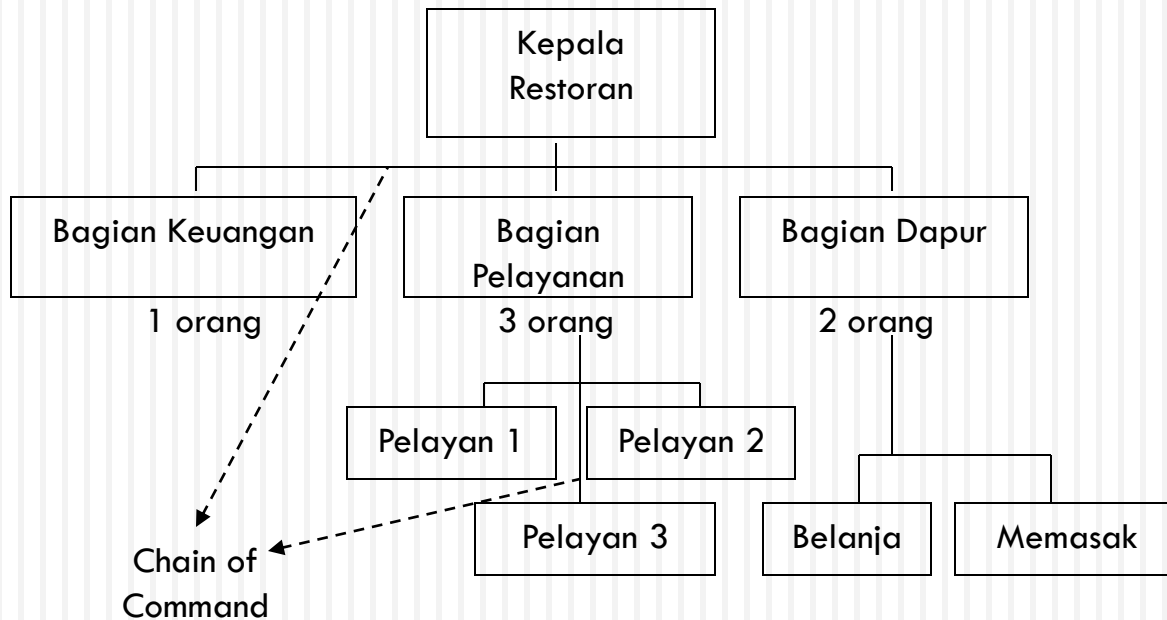 Kepala
Restoran
Bagian Keuangan
Bagian
Pelayanan
Bagian Dapur
1 orang
3 orang
2 orang
Pelayan 1
Pelayan 2
Pelayan 3
Belanja
Memasak
Chain of
Command